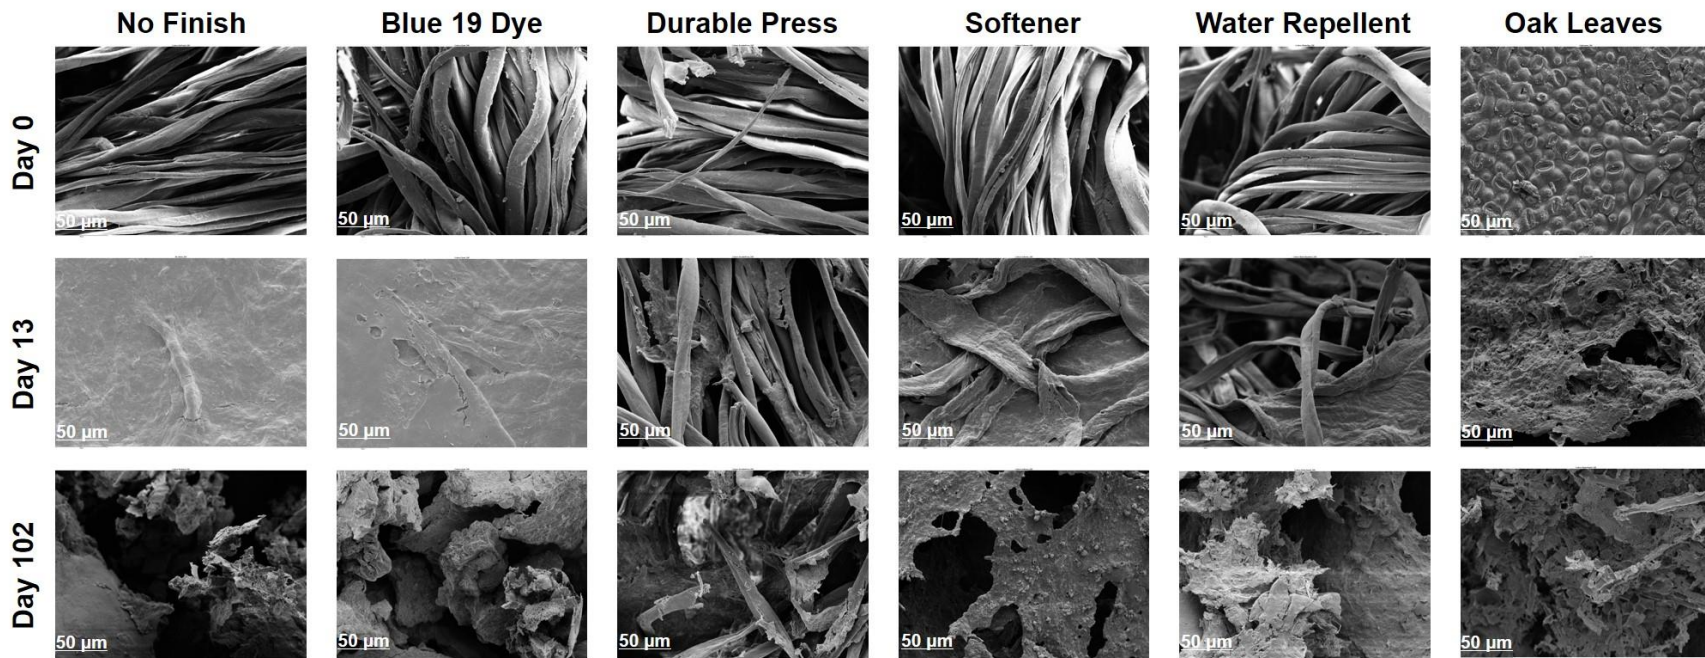 No Finish Blue 19 Dye Durable Press Softener Water Repellent Oak Leaves
Day 0
50 µm 50 µm 50 µm 50 µm 50 µm 50 µm
Day 13
50 µm 50 µm 50 µm 50 µm 50 µm 50 µm
Day 102
50 µm 50 µm 50 µm 50 µm 50 µm 50 µm